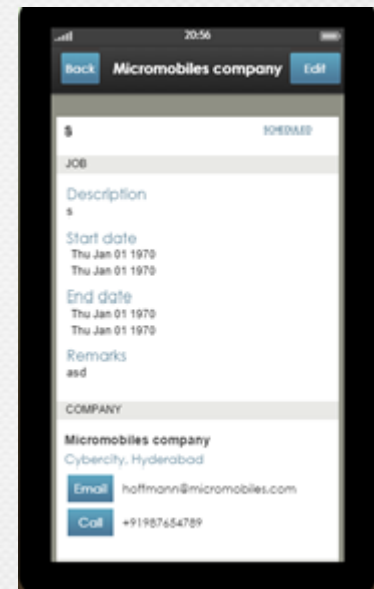 20:56
Back Micromobiles company Edit
s SCHEDULED
JOB
Description
s
Start date
Thu Jan 01 1970
Thu Jan 01 1970
End date
Thu Jan 01 1970
Thu Jan 01 1970
Remarks
asd
COMPANY
Micromobiles company
Cybercity, Hyderabad
Email hoffmann@micromobiles.com
Call +91987654789